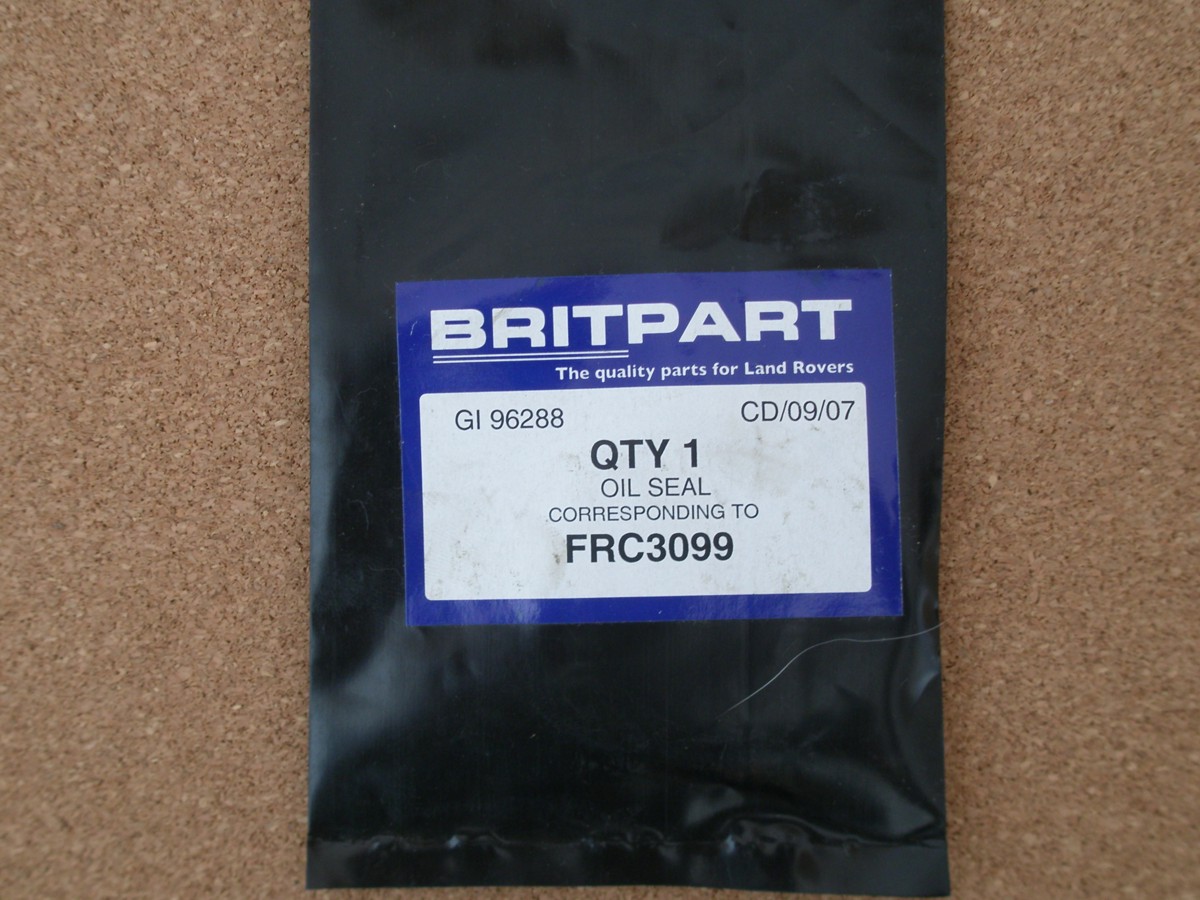 BRITPART
The quality parts for Land Rovers
GI 96288 CD/09/07
QTY 1
OIL SEAL
CORRESPONDING TO
FRC3099